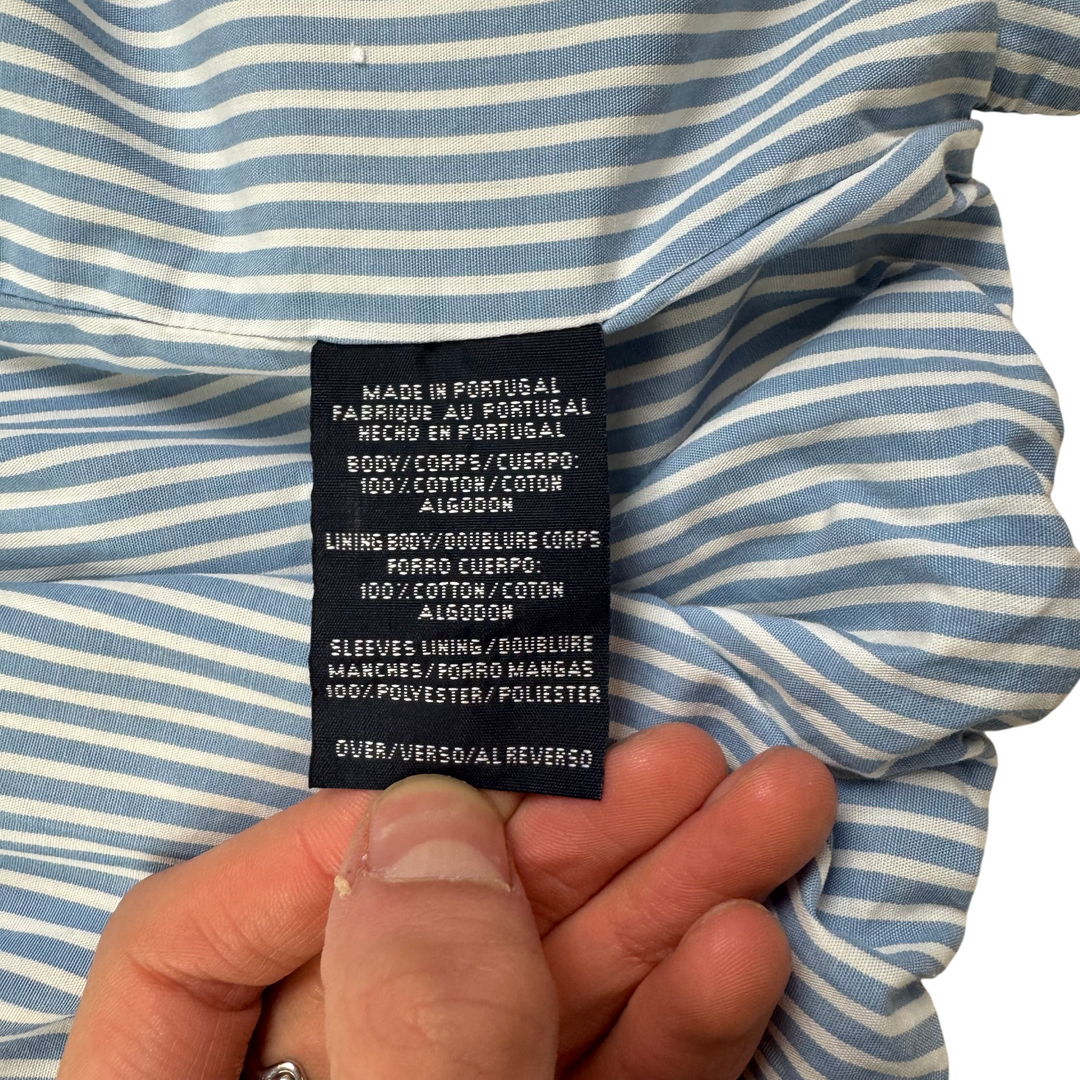 MADE IN PORTUGAL
FABRIQUE AU PORTUGAL
HECHO EN PORTUGAL
BODY/CORPS/CUERPO:
100%COTTON/COTON
ALGODON
LINING BODY/DOUBLURE CORPS
FORRO CUERPO:
100%COTTON/COTON
ALGODON
SLEEVES LINING/DOUBLURE
MANCHES/FORRO MANGAS
100%POLYESTER/POLIESTER
OVER/VERSO/AL REVERSO